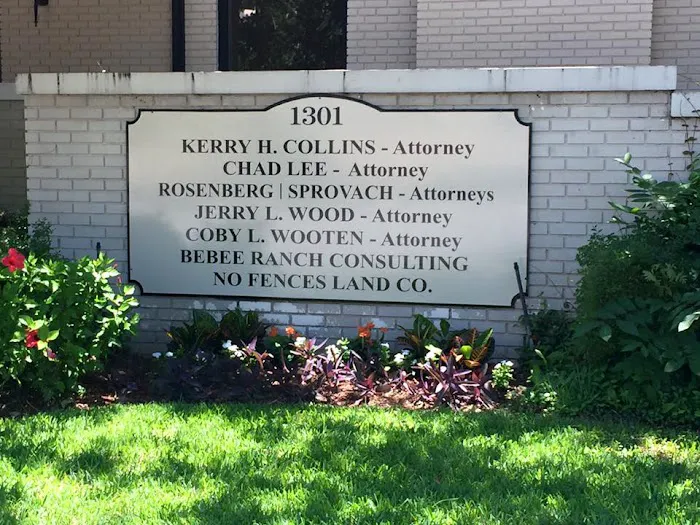 1301
KERRY H. COLLINS - Attorney
CHAD LEE - Attorney
ROSENBERG | SPROVACH - Attorneys
JERRY L. WOOD - Attorney
COBY L. WOOTEN - Attorney
BEBEE RANCH CONSULTING
NO FENCES LAND CO.